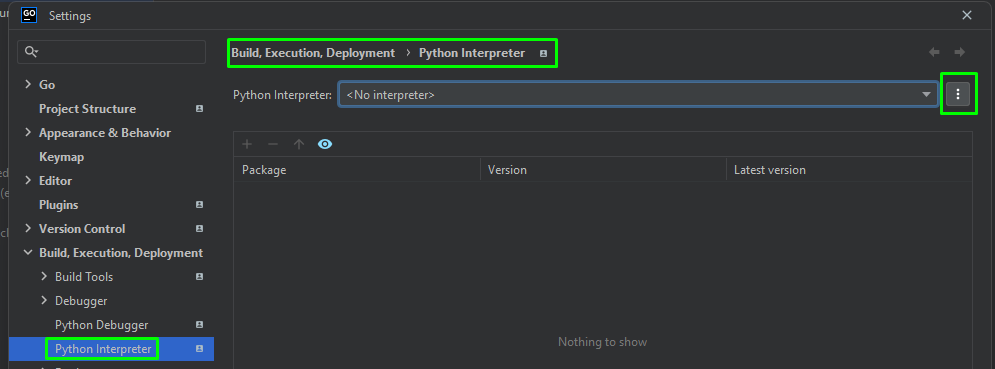 GO Settings
Build, Execution, Deployment › Python Interpreter
Go
Python Interpreter: <No interpreter>
Project Structure
Appearance & Behavior
Keymap
Package Version Latest version
Editor
Plugins
Version Control
Build, Execution, Deployment
Build Tools
Debugger
Python Debugger
Nothing to show
Python Interpreter